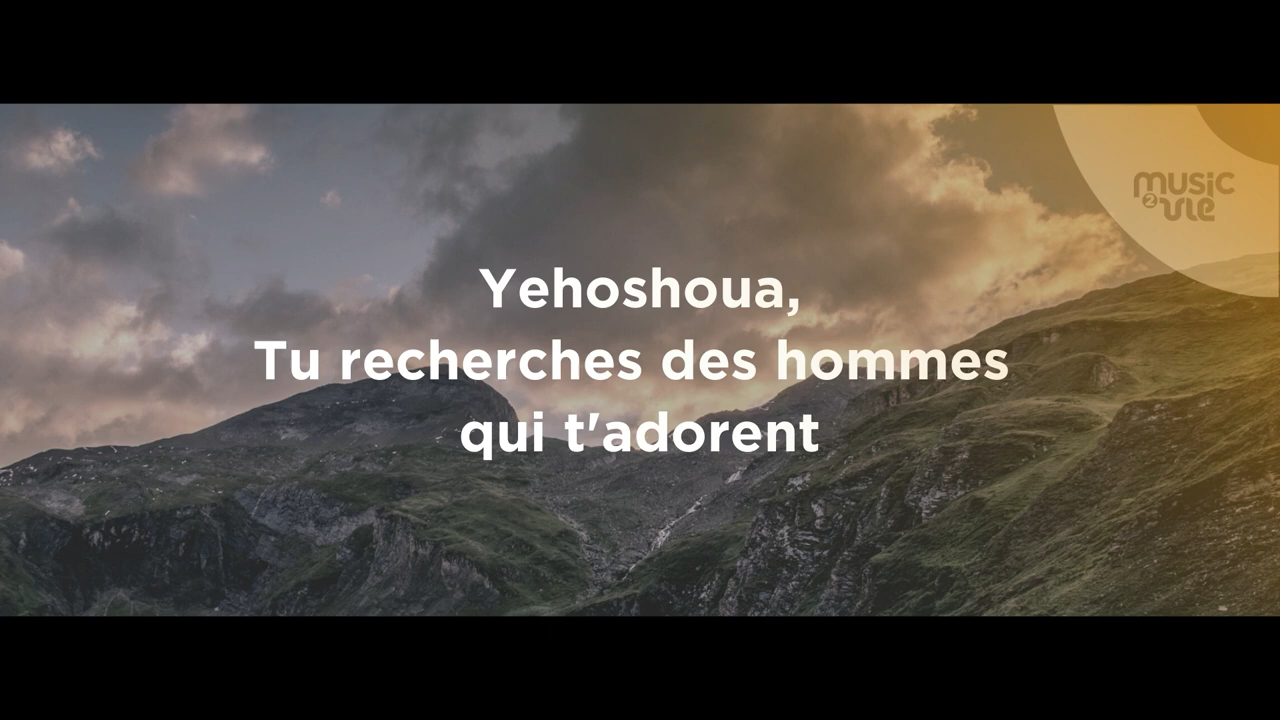 music
2 vie
Yehoshoua,
Tu recherches des hommes
qui t'adorent